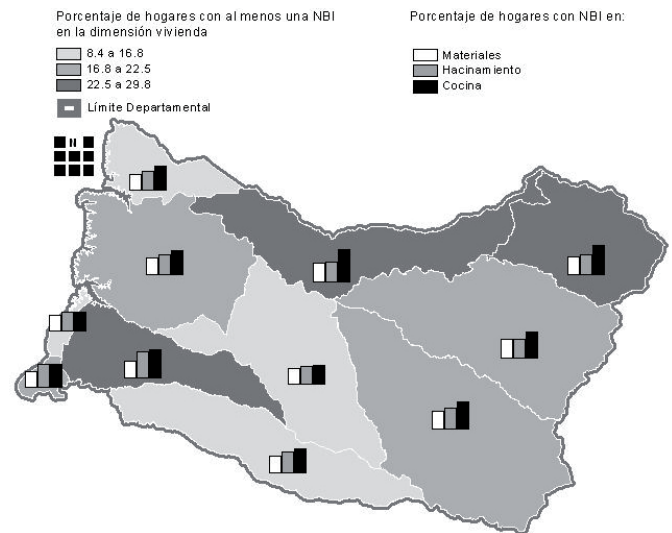 Porcentaje de hogares con al menos una NBI
en la dimensión vivienda
8.4 a 16.8
16.8 a 22.5
22.5 a 29.8
Límite Departamental
Porcentaje de hogares con NBI en:
Materiales
Hacinamiento
Cocina